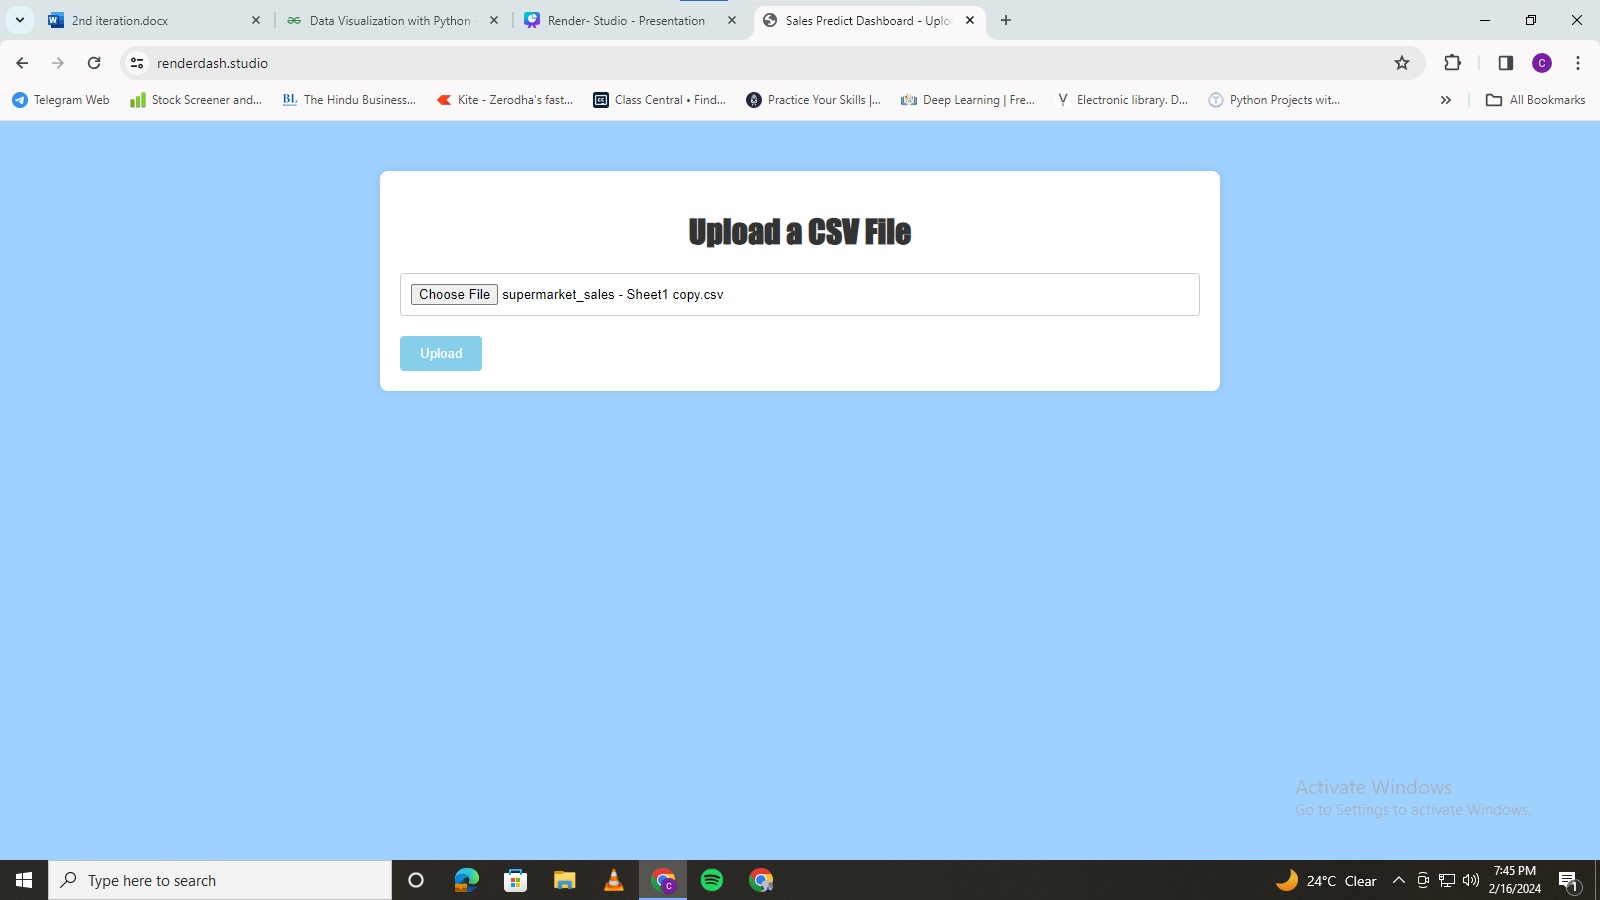 2nd iteration.docx
Data Visualization with Python -
Render- Studio - Presentation
Sales Predict Dashboard - Uplo
renderdash.studio
C
Telegram Web
Stock Screener and...
BL The Hindu Business...
Kite - Zerodha's fast...
Class Central • Find...
Practice Your Skills |...
Deep Learning | Fre...
Electronic library. D...
Python Projects wit...
All Bookmarks
Upload a CSV File
Choose File supermarket_sales - Sheet1 copy.csv
Upload
Activate Windows
Go to Settings to activate Windows.
Type here to search
24°C Clear
7:45 PM
2/16/2024
1